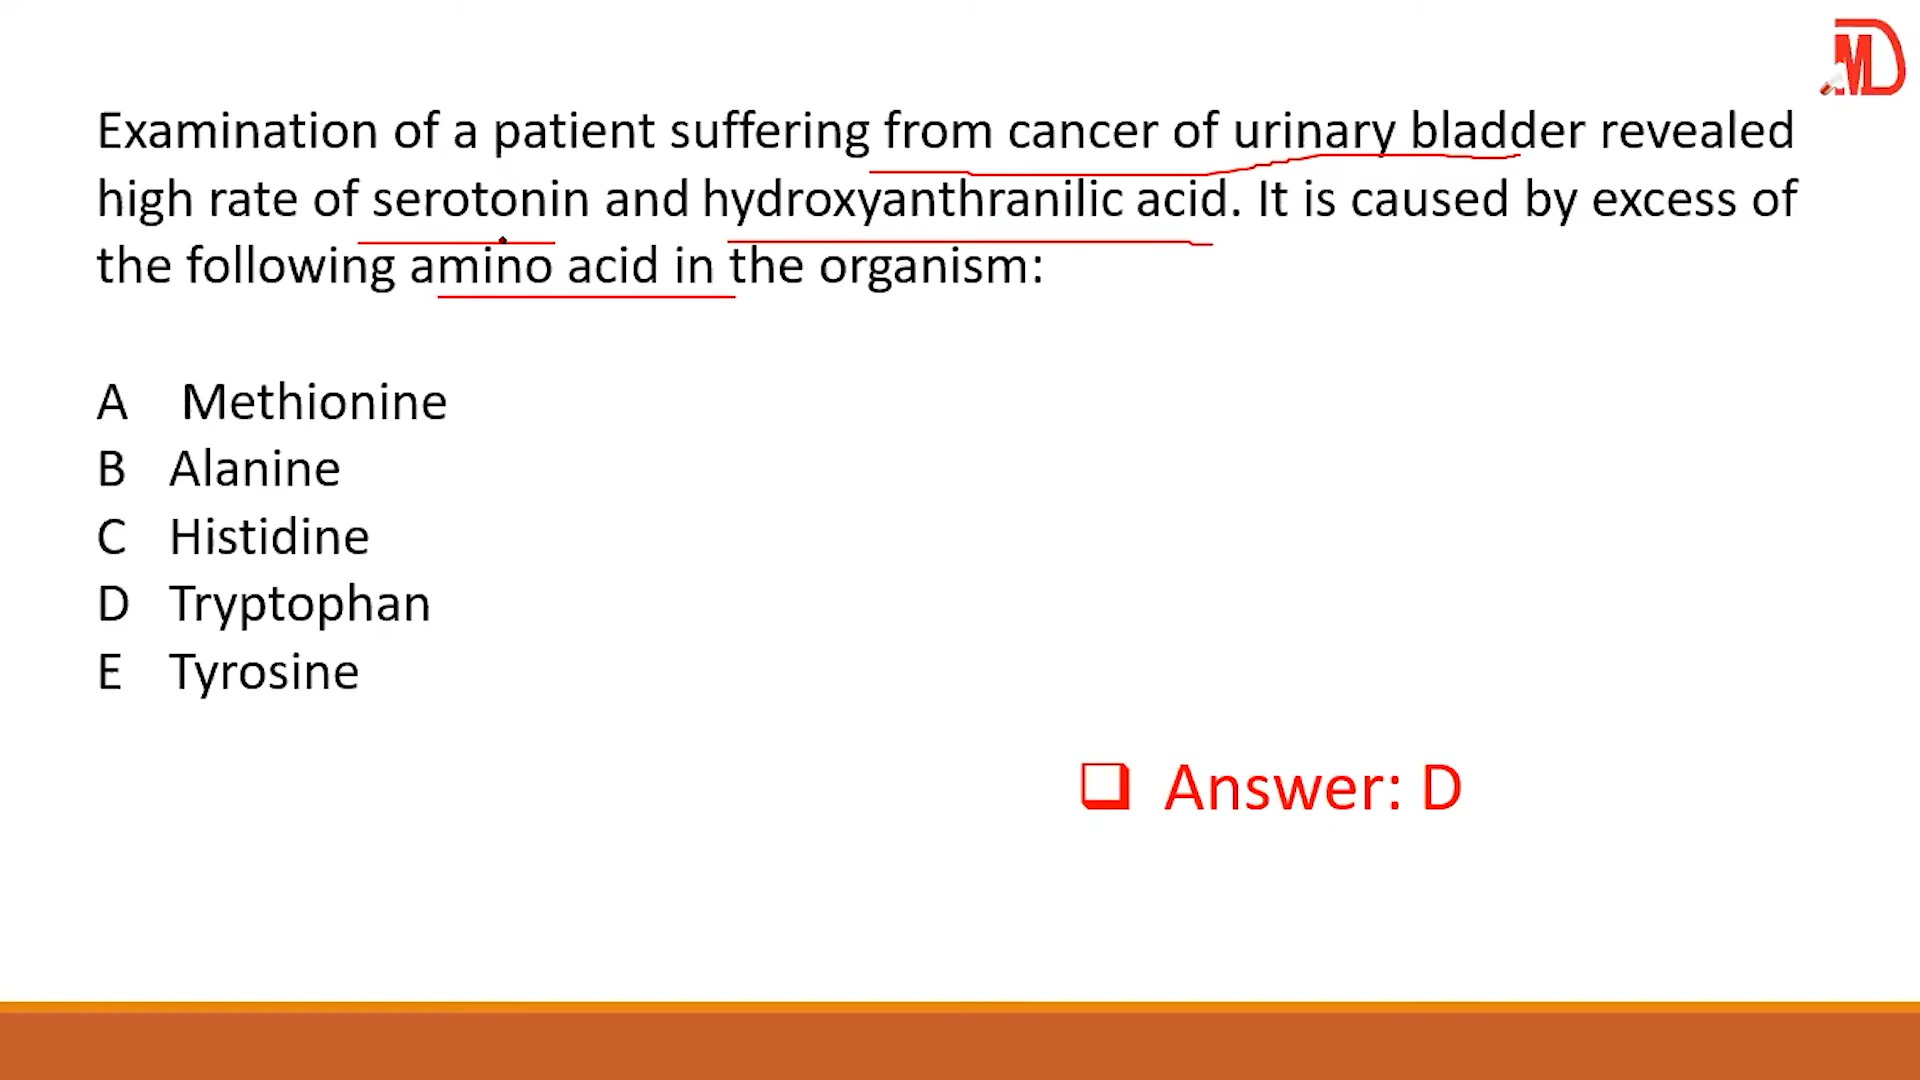 MD
Examination of a patient suffering from cancer of urinary bladder revealed
high rate of serotonin and hydroxyanthranilic acid. It is caused by excess of
the following amino acid in the organism:
A Methionine
B Alanine
C Histidine
D Tryptophan
E Tyrosine
Answer: D